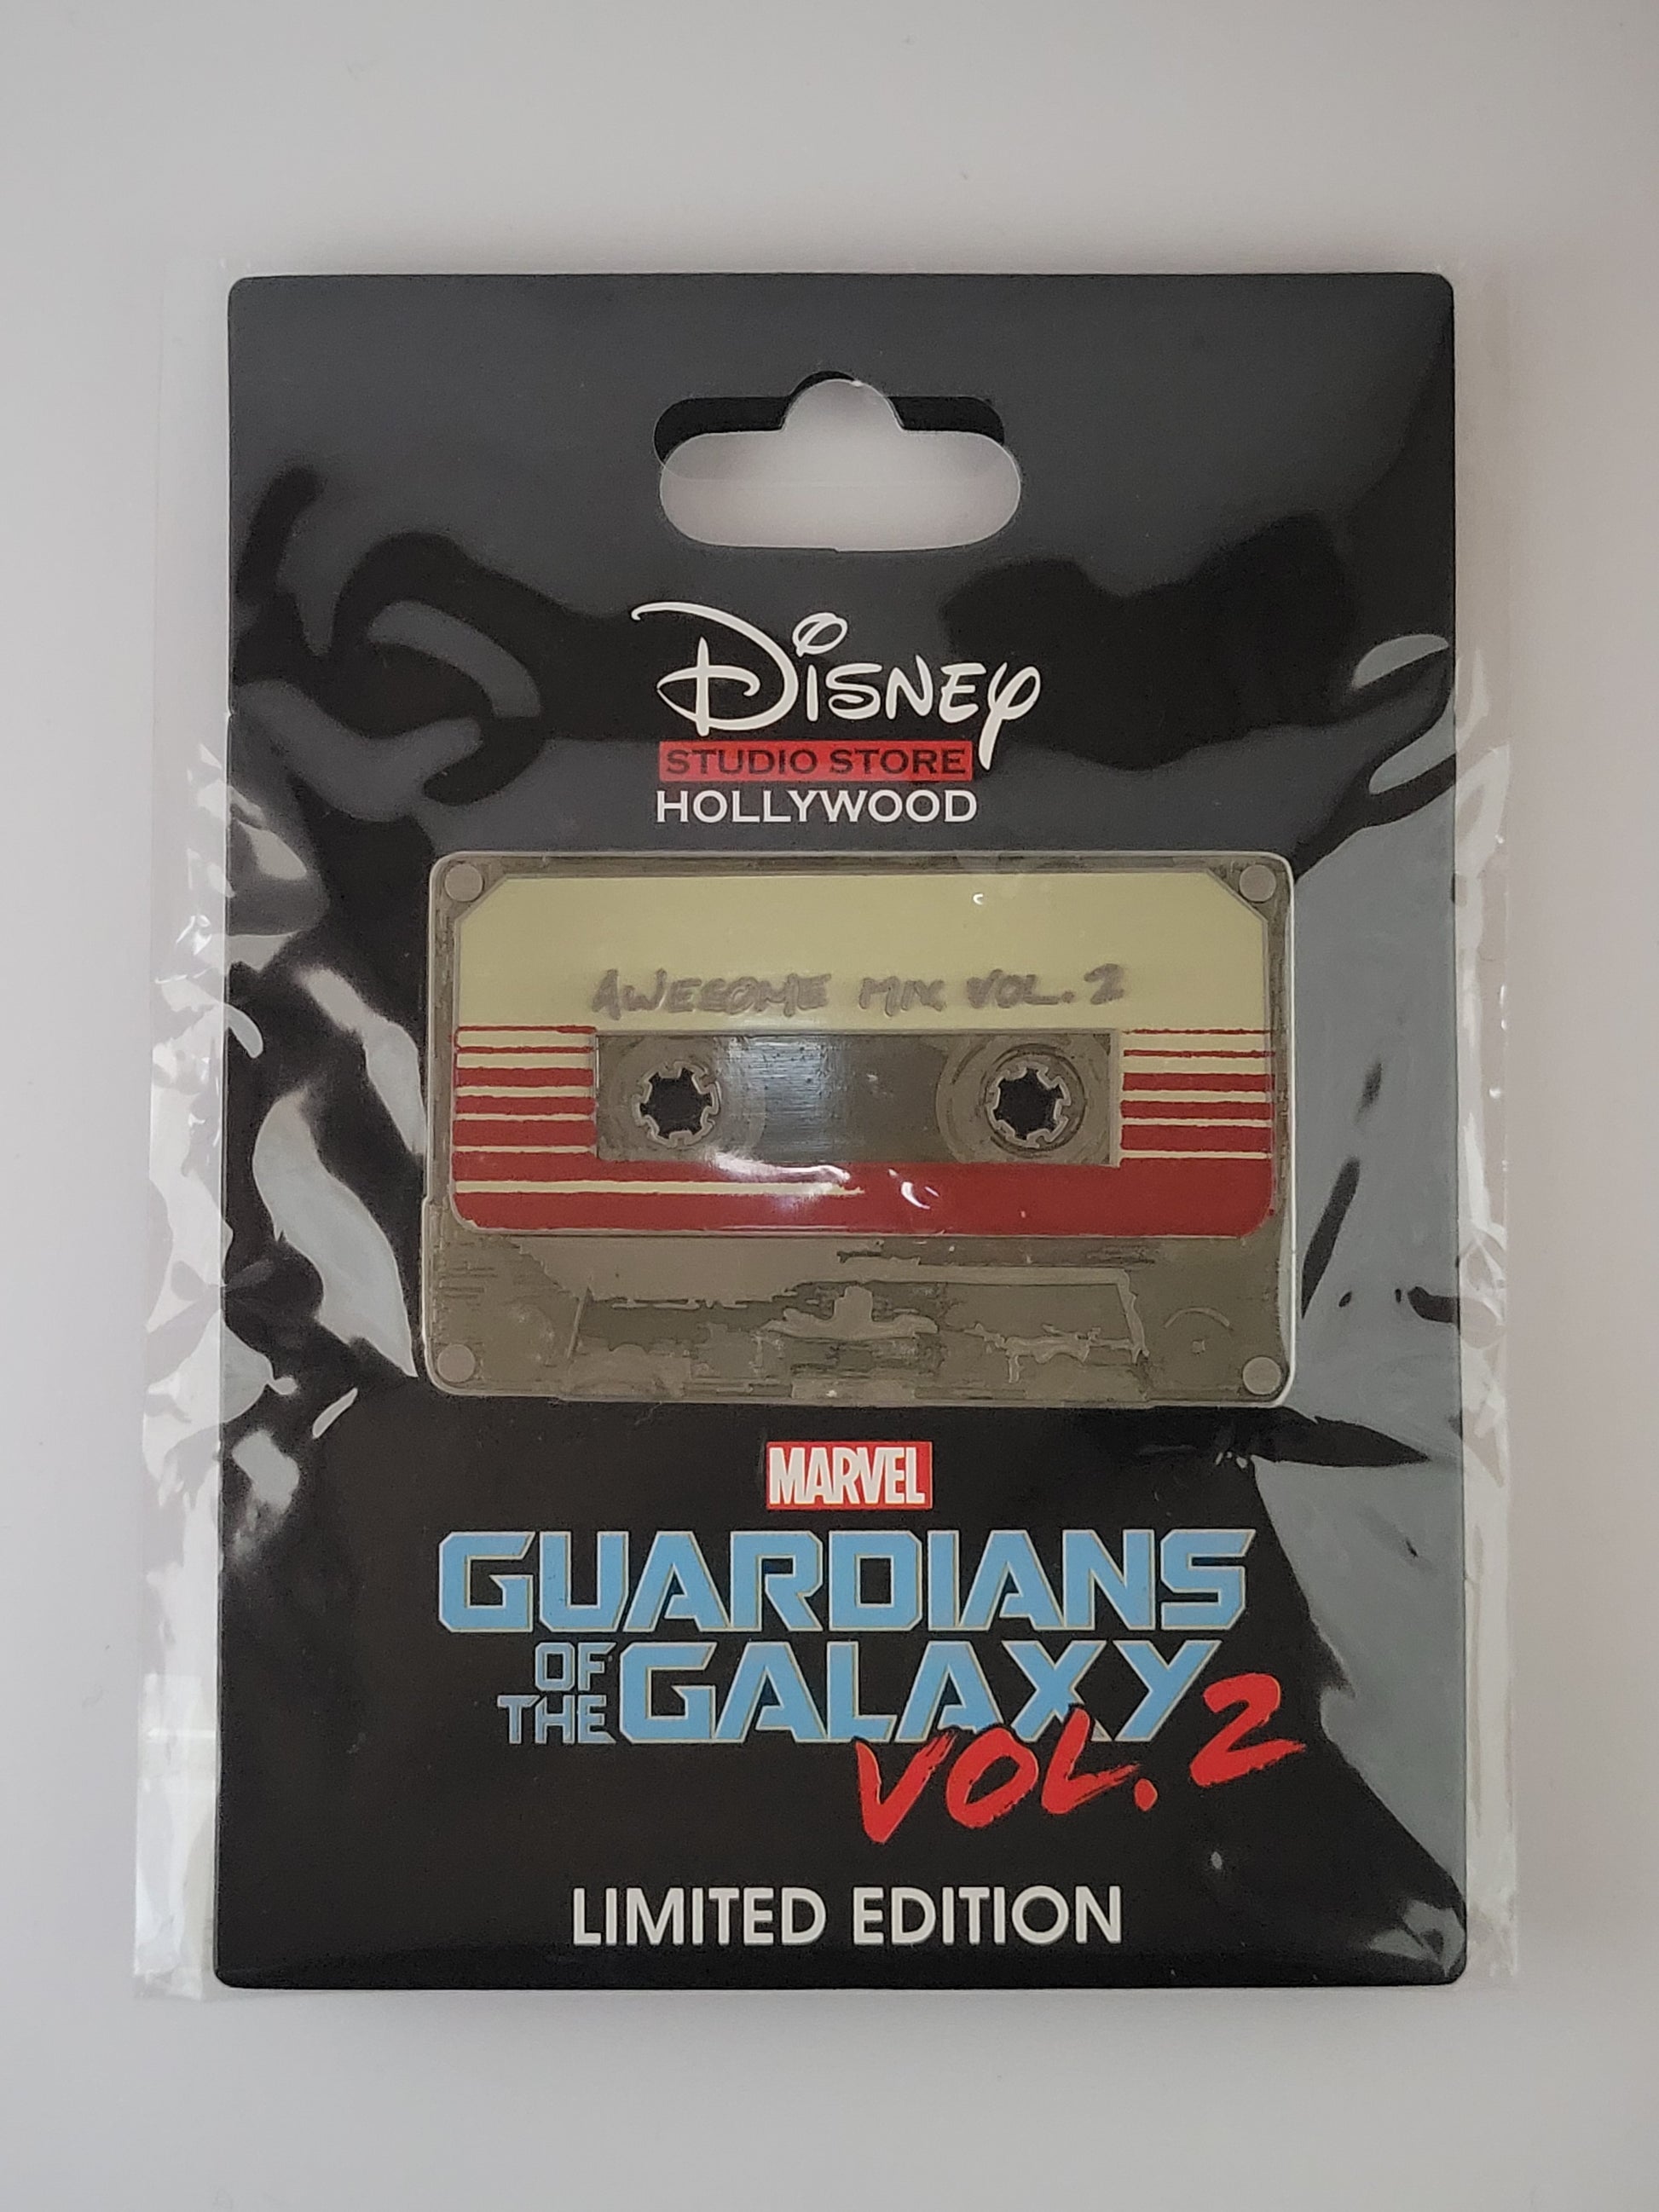 Disney
STUDIO STORE
HOLLYWOOD
AWESOME MIX VOL. 2
MARVEL
GUARDIANS
OF
THE GALAXY
VOL. 2
LIMITED EDITION